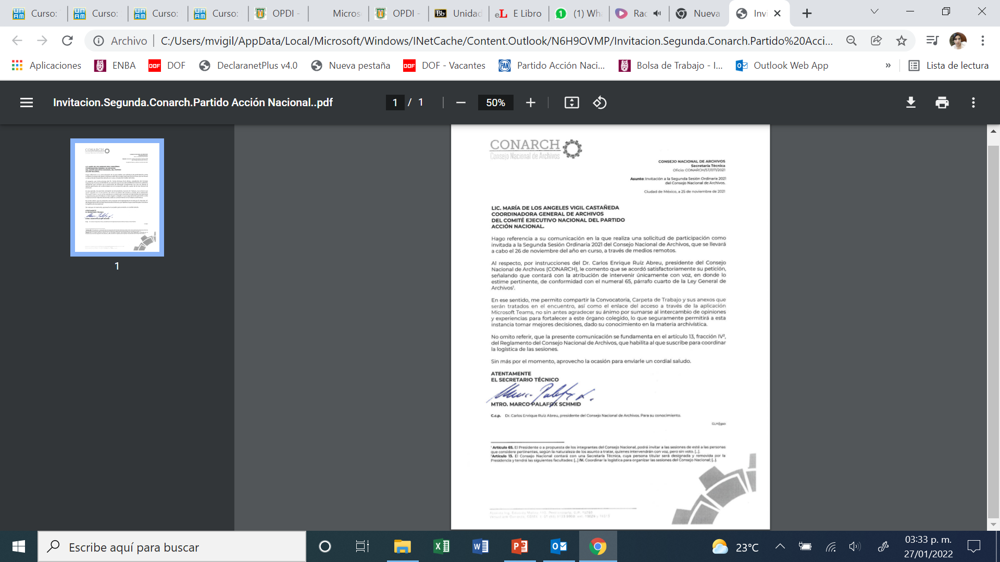 Curso:
Curso:
Curso:
Curso:
OPDI -
Micros
OPDI -
Bb Unidad
eL E Libro
1 (1) Wh
Rac
Nueva
Invi
Archivo
C:/Users/mvigil/AppData/Local/Microsoft/Windows/INetCache/Content.Outlook/N6H9OVMP/Invitacion.Segunda.Conarch.Partido%20Acci...
Aplicaciones
ENBA
DOF DOF
DeclaranetPlus v4.0
Nueva pestaña
DOF DOF - Vacantes
PAN Partido Acción Naci...
Bolsa de Trabajo - I...
Outlook Web App
»
Lista de lectura
Invitacion.Segunda.Conarch.Partido Acción Nacional..pdf
1 / 1
50%
1
CONARCH
Consejo Nacional de Archivos
CONSEJO NACIONAL DE ARCHIVOS
Secretaría Técnica
Oficio: CONARCH/ST/071/2021
Asunto: Invitación a la Segunda Sesión Ordinaria 2021
del Consejo Nacional de Archivos.
Ciudad de México, a 25 de noviembre de 2021
LIC. MARÍA DE LOS ANGELES VIGIL CASTAÑEDA
COORDINADORA GENERAL DE ARCHIVOS
DEL COMITÉ EJECUTIVO NACIONAL DEL PARTIDO
ACCIÓN NACIONAL.
Hago referencia a su comunicación en la que realiza una solicitud de participación como
invitada a la Segunda Sesión Ordinaria 2021 del Consejo Nacional de Archivos, que se llevará
a cabo el 26 de noviembre del año en curso, a través de medios remotos.
Al respecto, por instrucciones del Dr. Carlos Enrique Ruíz Abreu, presidente del Consejo
Nacional de Archivos (CONARCH), le comento que se acordó satisfactoriamente su petición,
señalando que contará con la atribución de intervenir únicamente con voz, en donde lo
estime pertinente, de conformidad con el numeral 65, párrafo cuarto de la Ley General de
Archivos¹.
En ese sentido, me permito compartir la Convocatoria, Carpeta de Trabajo y sus anexos que
serán tratados en el encuentro, así como el enlace del acceso a través de la aplicación
Microsoft Teams, no sin antes agradecer su ánimo por sumarse al intercambio de opiniones
y experiencias para fortalecer a este órgano colegido, lo que seguramente permitirá a esta
instancia tomar mejores decisiones, dado su conocimiento en la materia archivística.
No omito referir, que la presente comunicación se fundamenta en el artículo 13, fracción IV²,
del Reglamento del Consejo Nacional de Archivos, que habilita al que suscribe para coordinar
la logística de las sesiones.
Sin más por el momento, aprovecho la ocasión para enviarle un cordial saludo.
ATENTAMENTE
EL SECRETARIO TÉCNICO
MTRO. MARCO PALAFOX SCHMID
C.c.p. Dr. Carlos Enrique Ruíz Abreu, presidente del Consejo Nacional de Archivos. Para su conocimiento.
¹ Artículo 65. El Presidente o a propuesta de los integrantes del Consejo Nacional, podrá invitar a las sesiones de esté a las personas
que considere pertinentes, según la naturaleza de los asunto a tratar, quienes intervendrán con voz, pero sin voto. [...].
²Artículo 13. El Consejo Nacional contará con una Secretaría Técnica, cuya persona titular será designada y removida por la
Presidencia y tendrá las siguientes facultades: [...] IV. Coordinar la logística para organizar las sesiones del Consejo Nacional; [...].
Escribe aquí para buscar
23°C
03:33 p. m.
27/01/2022